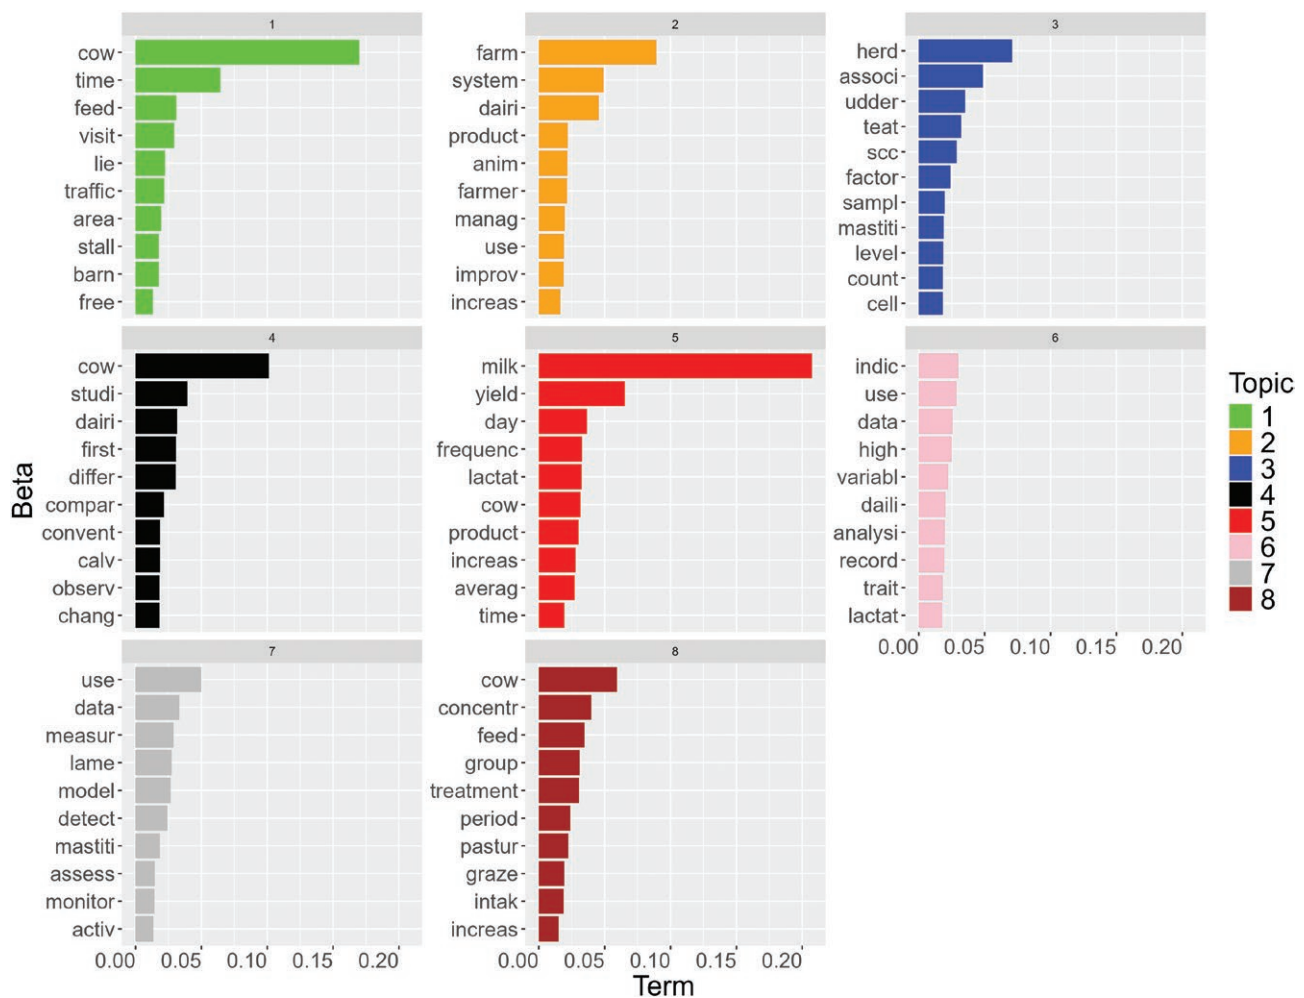 1
cow
time
feed
visit
lie
traffic
area
stall
barn
free
2
farm
system
dairi
product
anim
farmer
manag
use
improv
increas
3
herd
associ
udder
teat
scc
factor
sampl
mastiti
level
count
cell
4
cow
studi
dairi
first
differ
compar
convent
calv
observ
chang
5
milk
yield
day
frequenc
lactat
cow
product
increas
averag
time
6
indic
use
data
high
variabl
daili
analysi
record
trait
lactat
0.00 0.05 0.10 0.15 0.20
7
use
data
measur
lame
model
detect
mastiti
assess
monitor
activ
0.00 0.05 0.10 0.15 0.20
8
cow
concentr
feed
group
treatment
period
pastur
graze
intak
increas
0.00 0.05 0.10 0.15 0.20
Beta
Term
Topic
1
2
3
4
5
6
7
8